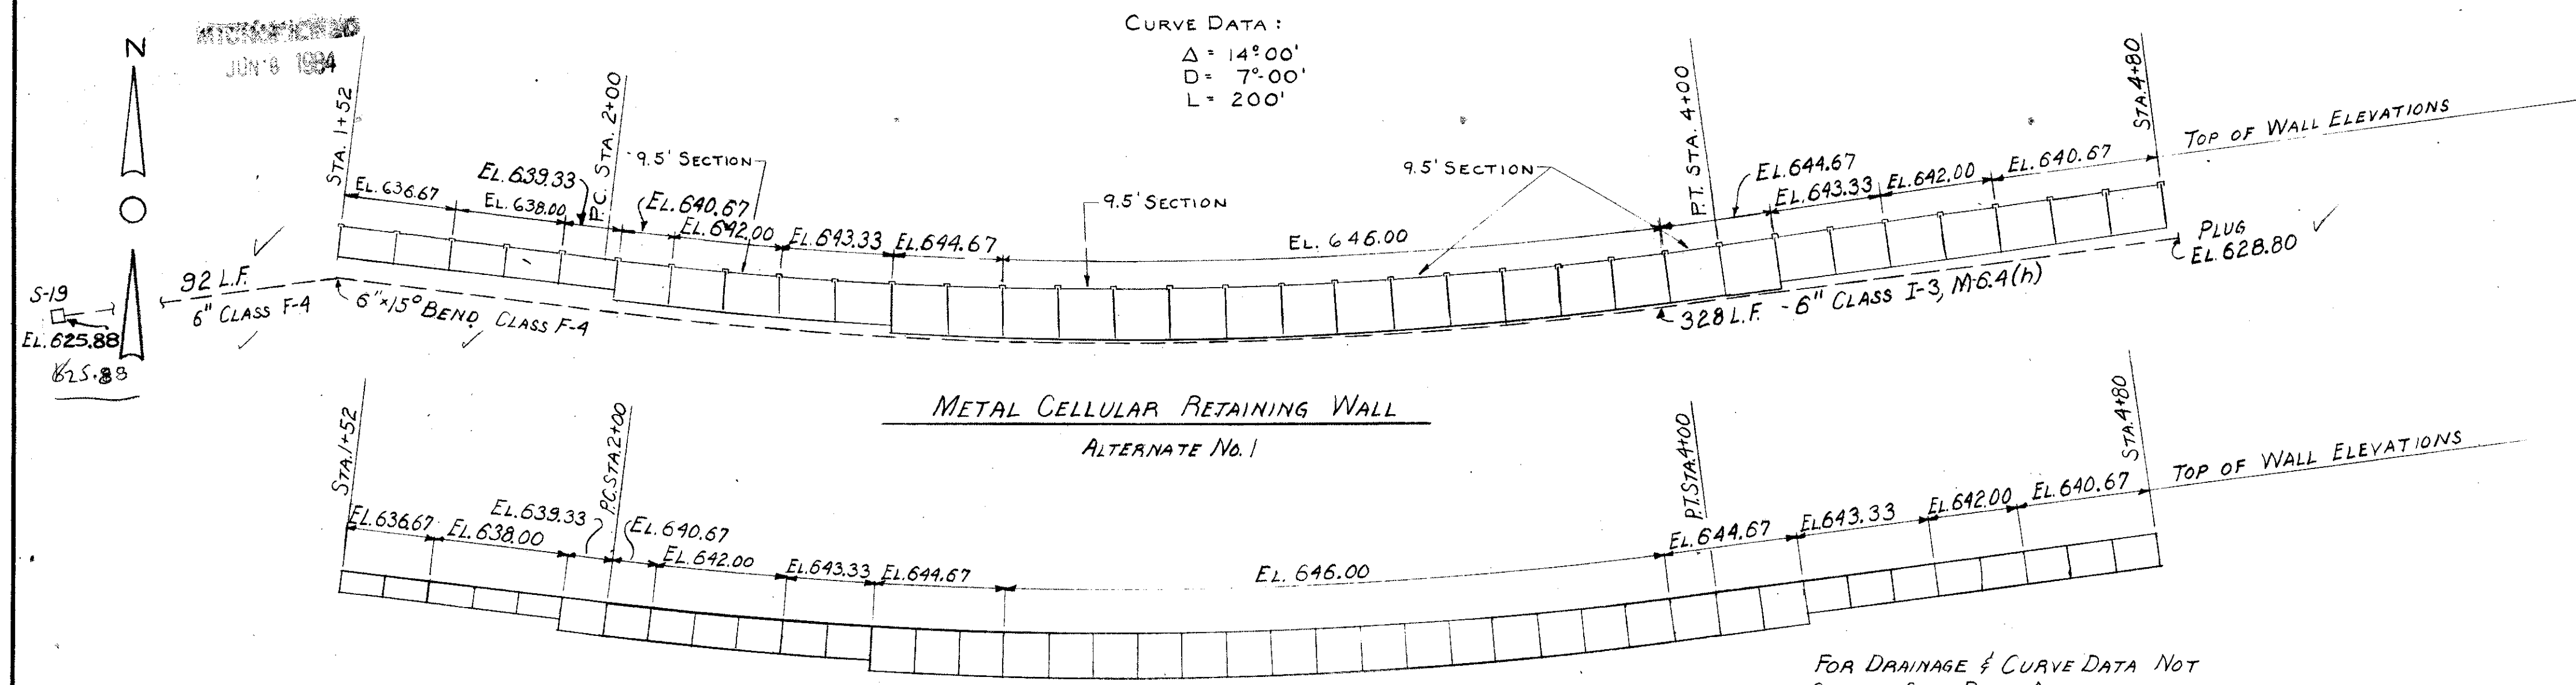 CURVE DATA:
Δ = 14°00'
D = 7°-00'
L = 200'
N
JUN 8 1984
STA. 1+52
P.C. STA. 2+00
P.T. STA. 4+00
STA. 4+80
TOP OF WALL ELEVATIONS
EL. 636.67
EL. 638.00
EL. 639.33
EL. 640.67
9.5' SECTION
EL. 642.00
EL. 643.33
EL. 644.67
9.5' SECTION
EL. 646.00
9.5' SECTION
EL. 644.67
EL. 643.33
EL. 642.00
EL. 640.67
PLUG
EL. 628.80
S-19
EL. 625.88
625.88
92 L.F.
6" CLASS F-4
6"x15° BEND CLASS F-4
328 L.F. - 6" CLASS I-3, M-6.4(h)
METAL CELLULAR RETAINING WALL
ALTERNATE NO. 1
STA. 1+52
P.C. STA. 2+00
P.T. STA. 4+00
STA. 4+80
TOP OF WALL ELEVATIONS
EL. 636.67
EL. 638.00
EL. 639.33
EL. 640.67
EL. 642.00
EL. 643.33
EL. 644.67
EL. 646.00
EL. 644.67
EL. 643.33
EL. 642.00
EL. 640.67
FOR DRAINAGE & CURVE DATA NOT